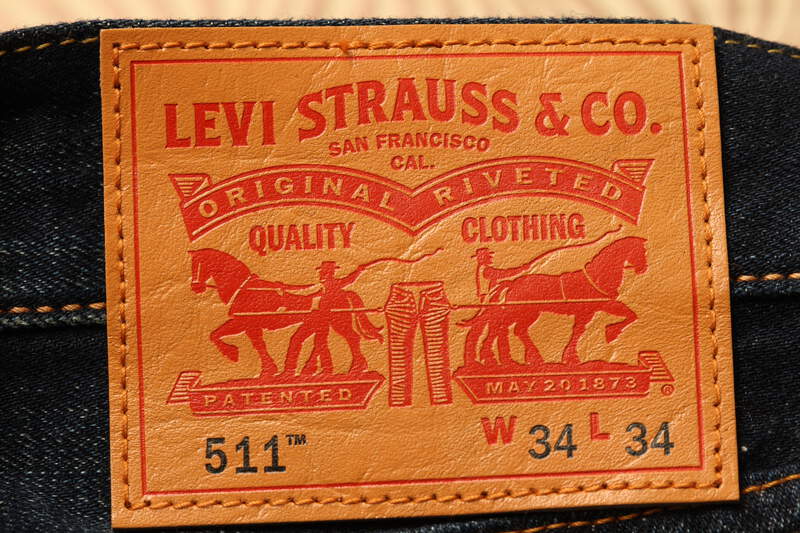 LEVI STRAUSS & CO.
SAN FRANCISCO
CAL.
ORIGINAL RIVETED
QUALITY CLOTHING
PATENTED MAY 20 1873 ®
511™ W 34 L 34